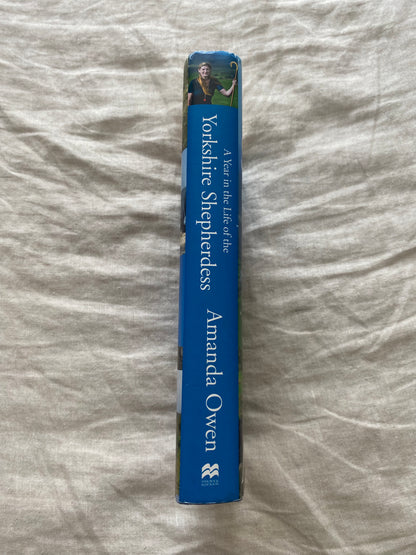 A Year in the Life of the
Yorkshire Shepherdess
Amanda Owen